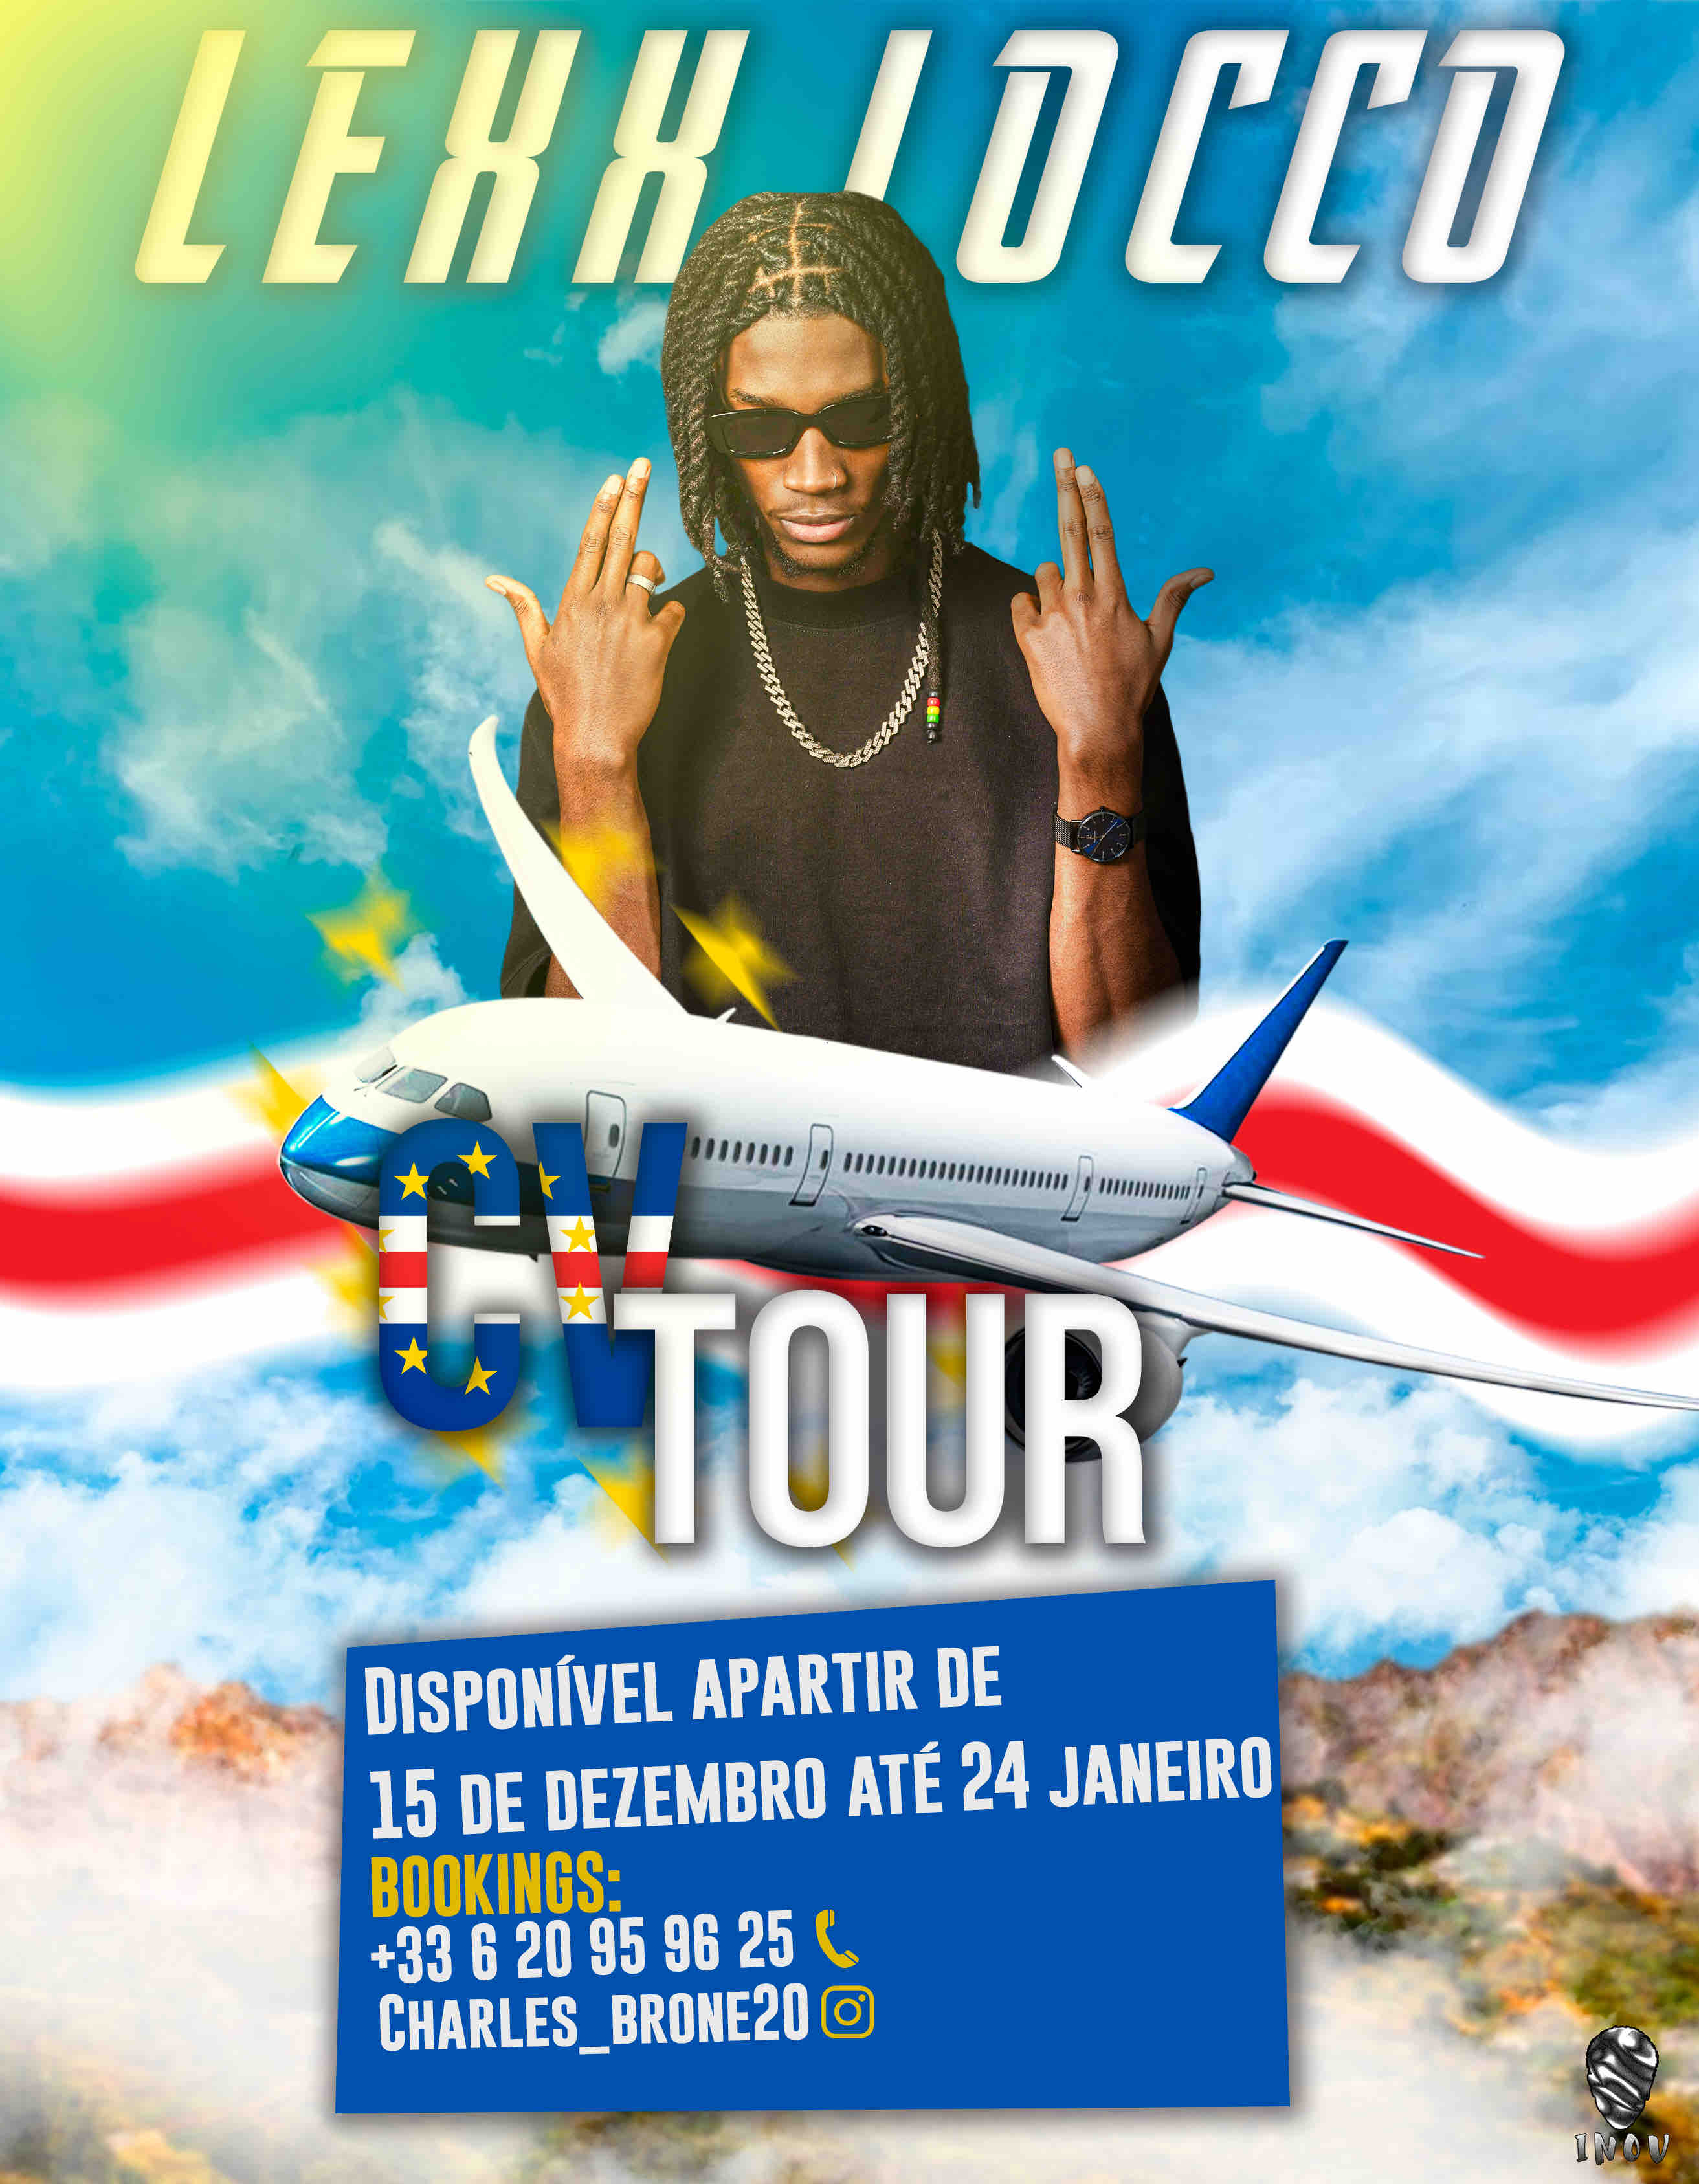 LEXX LOCCO
CV
TOUR
Disponível apartir de
15 de dezembro até 24 janeiro
BOOKINGS:
+33 6 20 95 96 25
Charles_brone20
INOV